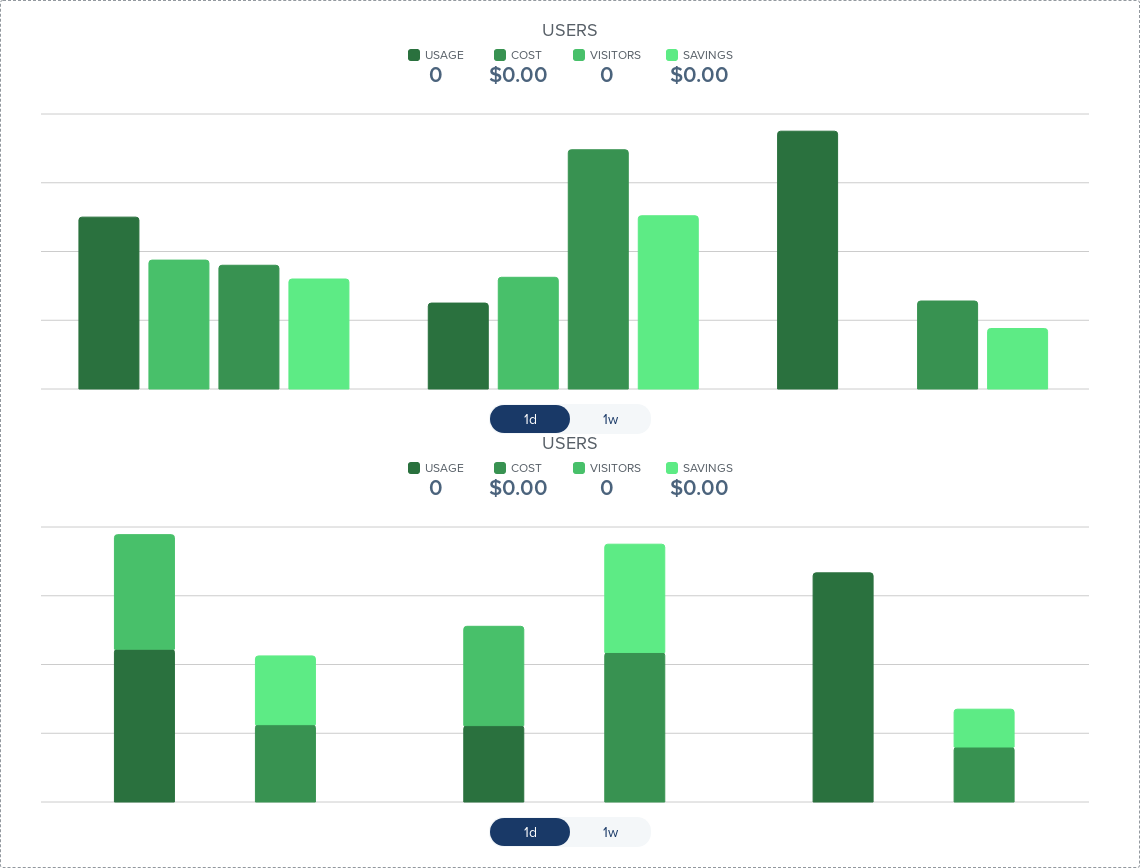 USERS
USAGE COST VISITORS SAVINGS
0 $0.00 0 $0.00
1d 1w
USERS
USAGE COST VISITORS SAVINGS
0 $0.00 0 $0.00
1d 1w